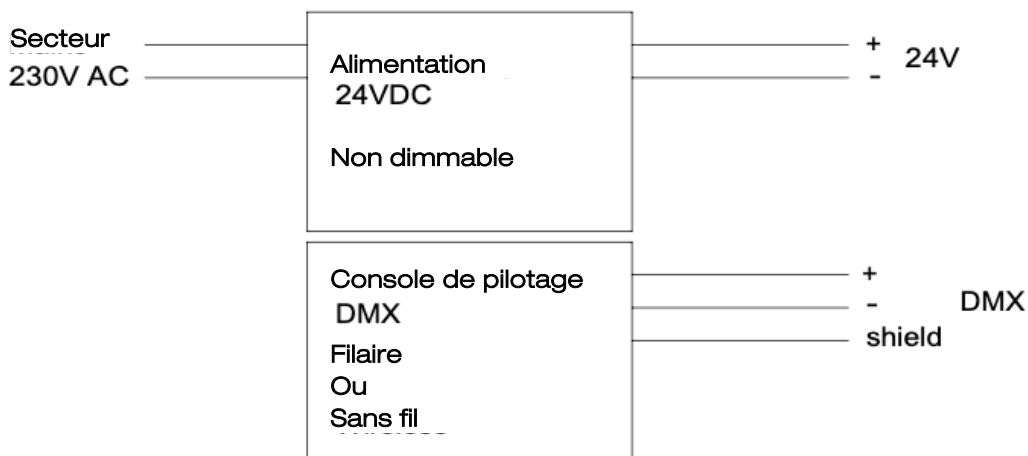 Secteur
230V AC
Alimentation
24VDC
Non dimmable
+
24V
-
Console de pilotage
DMX
Filaire
Ou
Sans fil
+
-
DMX
shield